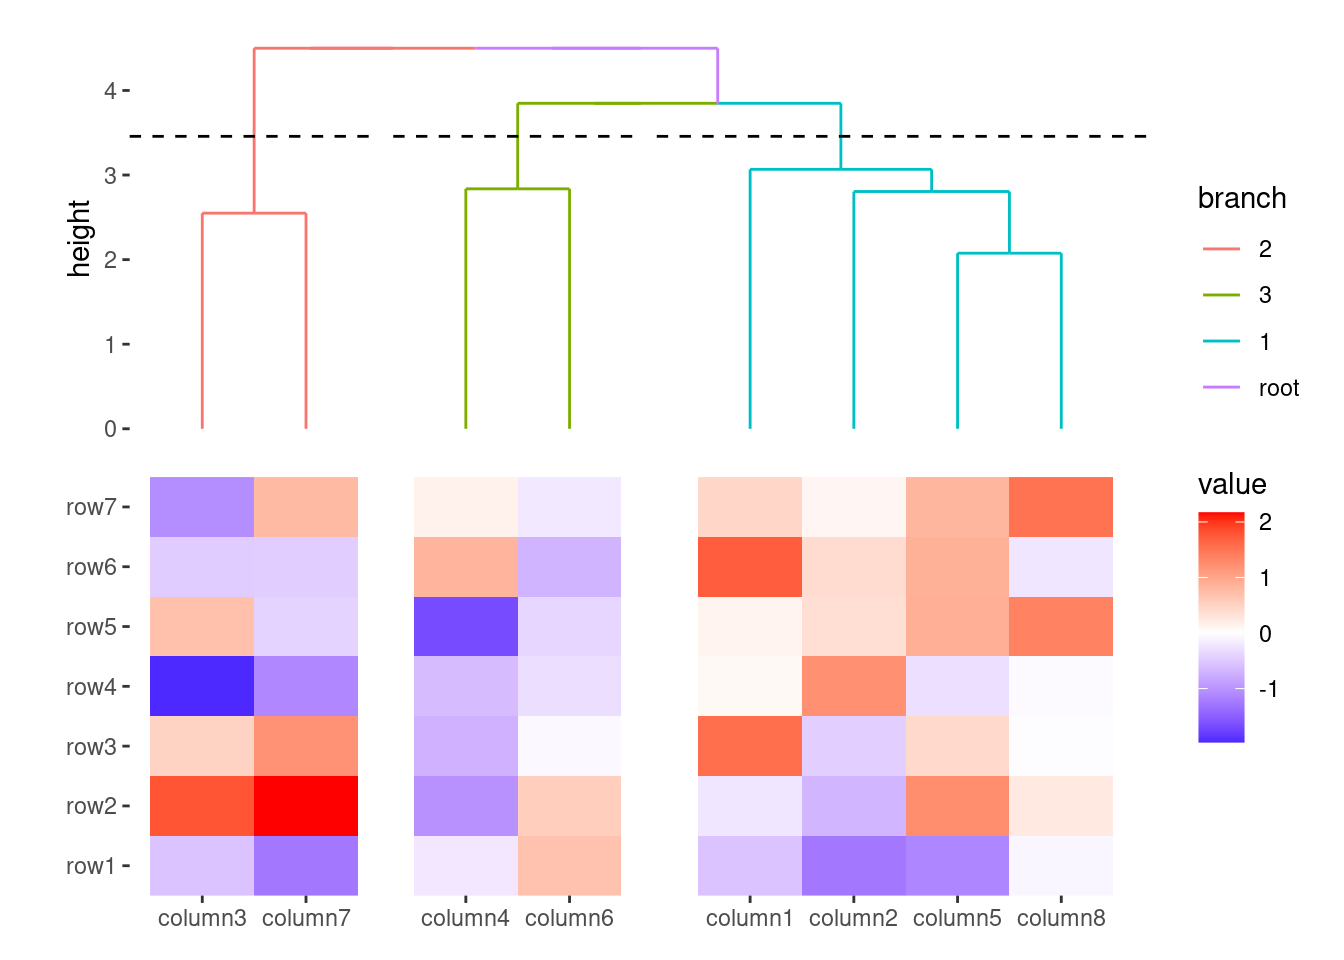 height
4
3
2
1
0
branch
2
3
1
root
row7
row6
row5
row4
row3
row2
row1
column3 column7 column4 column6 column1 column2 column5 column8
value
2
1
0
-1